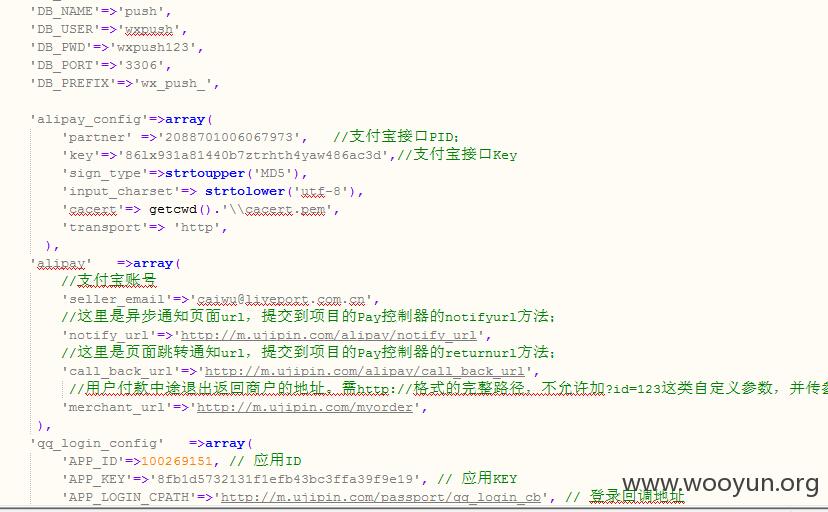 'DB_NAME'=>'push',
'DB_USER'=>'wxpush',
'DB_PWD'=>'wxpush123',
'DB_PORT'=>'3306',
'DB_PREFIX'=>'wx_push_',
'alipay_config'=>array(
'partner' =>'2088701006067973', //支付宝接口PID;
'key'=>'86lx931a81440b7ztrhth4yaw486ac3d',//支付宝接口Key
'sign_type'=>strtoupper('MD5'),
'input_charset'=> strtolower('utf-8'),
'cacert'=> getcwd().'\\cacert.pem',
'transport'=> 'http',
),
'alipay' =>array(
//支付宝账号
'seller_email'=>'caiwu@liveport.com.cn',
//这里是异步通知页面url，提交到项目的Pay控制器的notifyurl方法;
'notify_url'=>'http://m.ujipin.com/alipay/notify_url',
//这里是页面跳转通知url，提交到项目的Pay控制器的returnurl方法;
'call_back_url'=>'http://m.ujipin.com/alipay/call_back_url',
//用户付款中途退出返回商户的地址。需http://格式的完整路径，不允许加?id=123这类自定义参数，并传参
'merchant_url'=>'http://m.ujipin.com/myorder',
),
'qq_login_config' =>array(
'APP_ID'=>100269151, // 应用ID
'APP_KEY'=>'8fb1d5732131f1efb43bc3ffa39f9e19', // 应用KEY
'APP_LOGIN_CPATH'=>'http://m.ujipin.com/passport/qq_login_cb', // 登录回调地址
www.wooyun.org